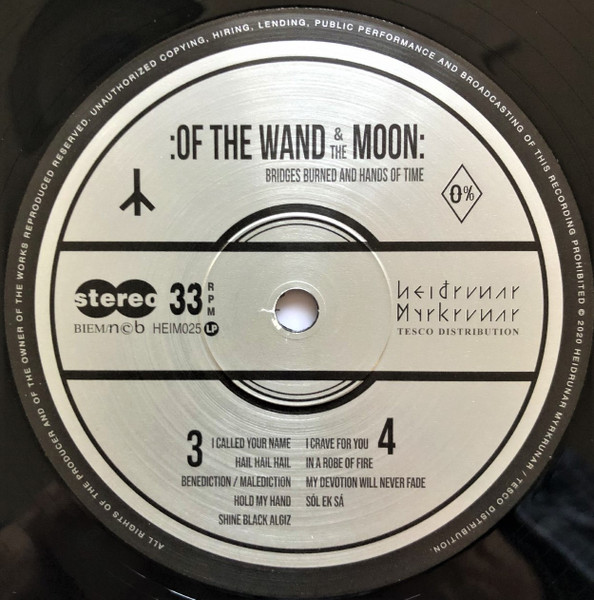 ALL RIGHTS OF THE PRODUCER AND OF THE OWNER OF THE WORKS REPRODUCED RESERVED. UNAUTHORIZED COPYING, HIRING, LENDING, PUBLIC PERFORMANCE AND BROADCASTING OF THIS RECORDING PROHIBITED © 2020 HEIDRUNAR MYRKRUNAR / TESCO DISTRIBUTION.
:OF THE WAND & THE MOON:
BRIDGES BURNED AND HANDS OF TIME
0%
stereo 33 RPM
BIEM/n©b HEIM025 LP
Heiðrunar
Myrkrunar
TESCO DISTRIBUTION
3
I CALLED YOUR NAME
HAIL HAIL HAIL
BENEDICTION / MALEDICTION
HOLD MY HAND
SHINE BLACK ALGIZ
4
I CRAVE FOR YOU
IN A ROBE OF FIRE
MY DEVOTION WILL NEVER FADE
SÓL EK SÁ